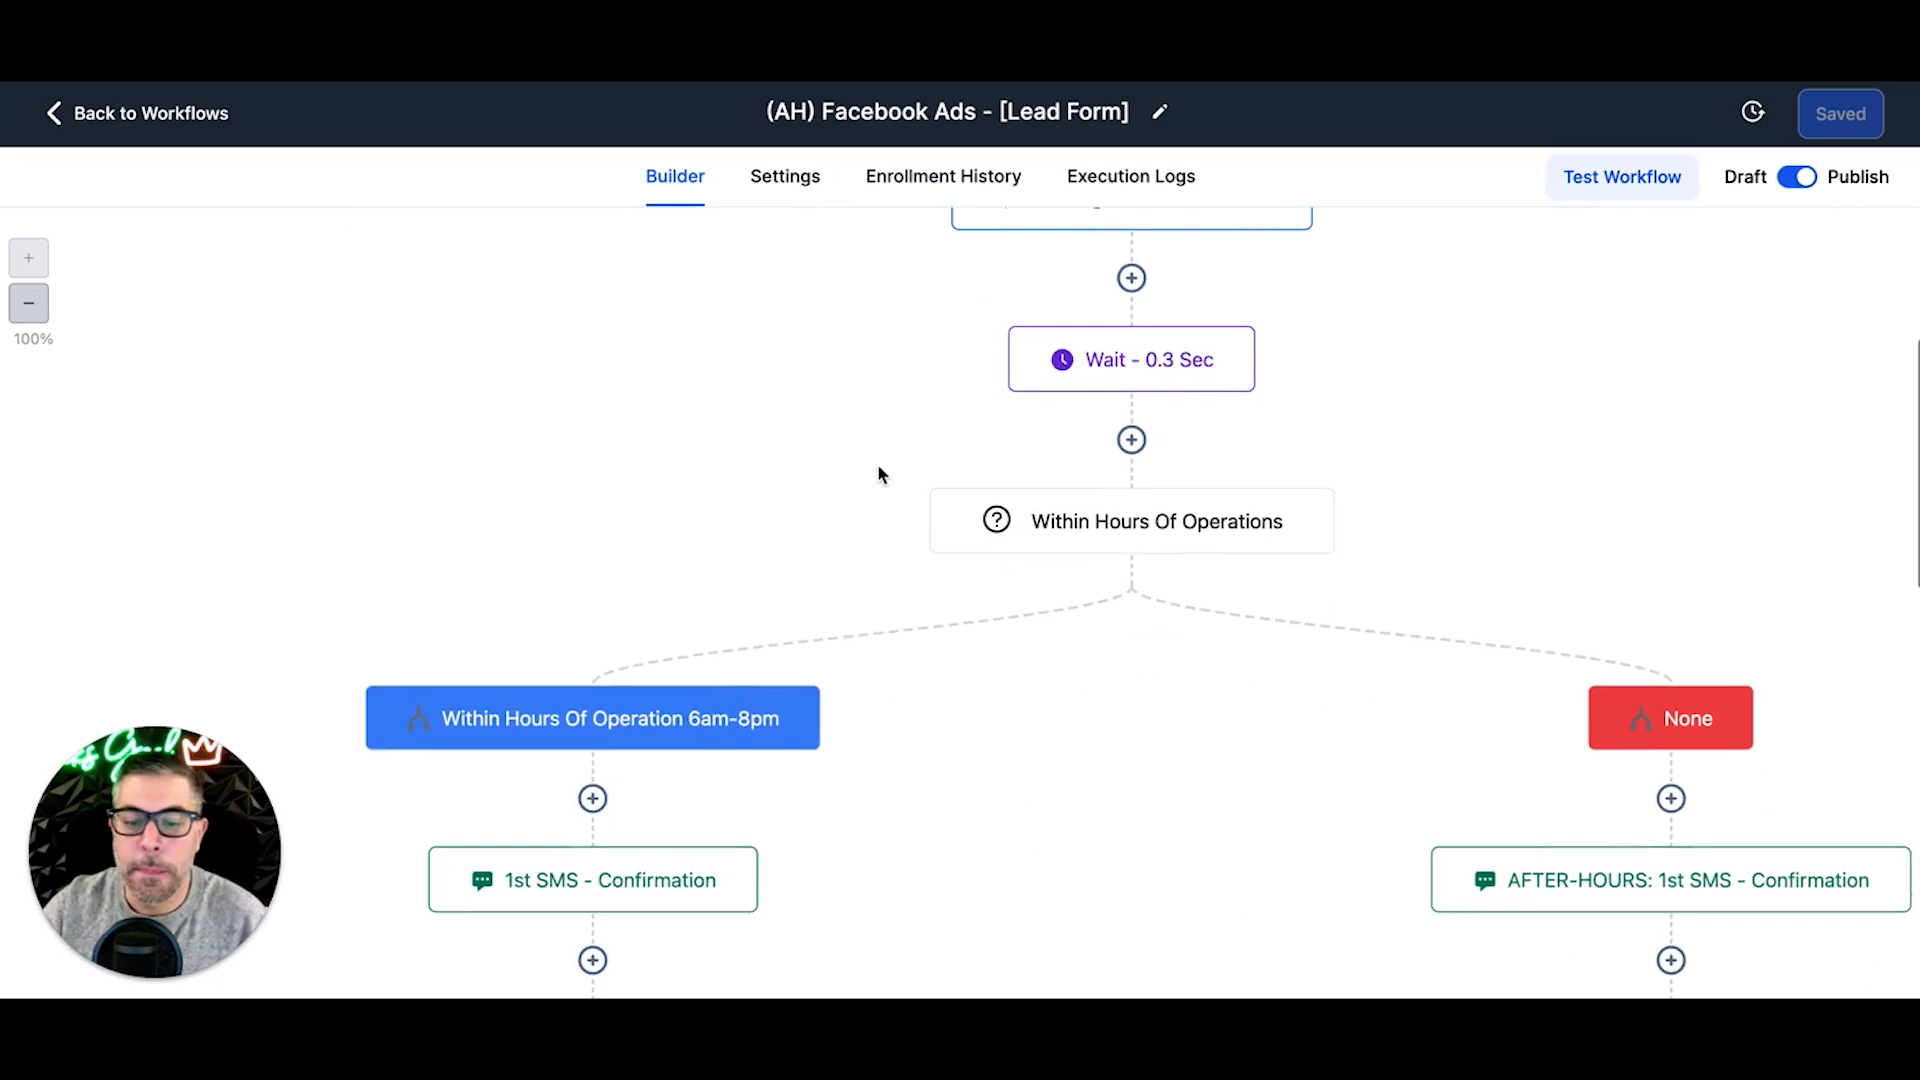 Back to Workflows
(AH) Facebook Ads - [Lead Form]
Saved
Builder
Settings
Enrollment History
Execution Logs
Test Workflow
Draft
Publish
+
−
100%
Wait - 0.3 Sec
Within Hours Of Operations
Within Hours Of Operation 6am-8pm
None
1st SMS - Confirmation
AFTER-HOURS: 1st SMS - Confirmation